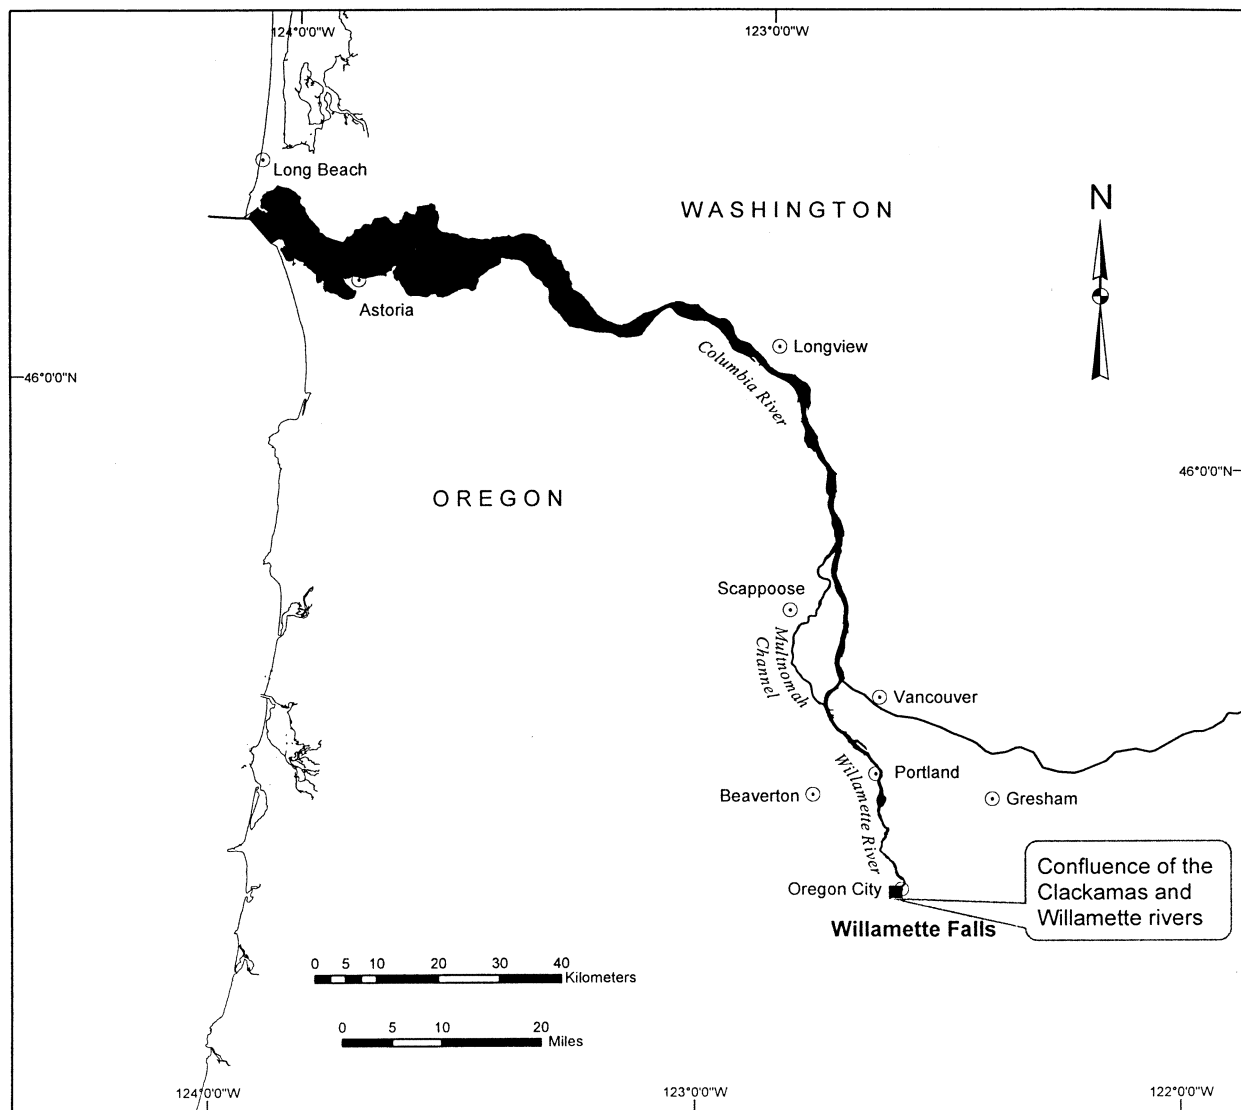 124°0'0"W
123°0'0"W
Long Beach
WASHINGTON
N
Astoria
Longview
Columbia River
46°0'0"N
46°0'0"N
OREGON
Scappoose
Multnomah
Channel
Vancouver
Portland
Beaverton
Gresham
Willamette River
Oregon City
Confluence of the
Clackamas and
Willamette rivers
Willamette Falls
0 5 10 20 40
Kilometers
0 5 10 20
Miles
124°0'0"W
123°0'0"W
122°0'0"W